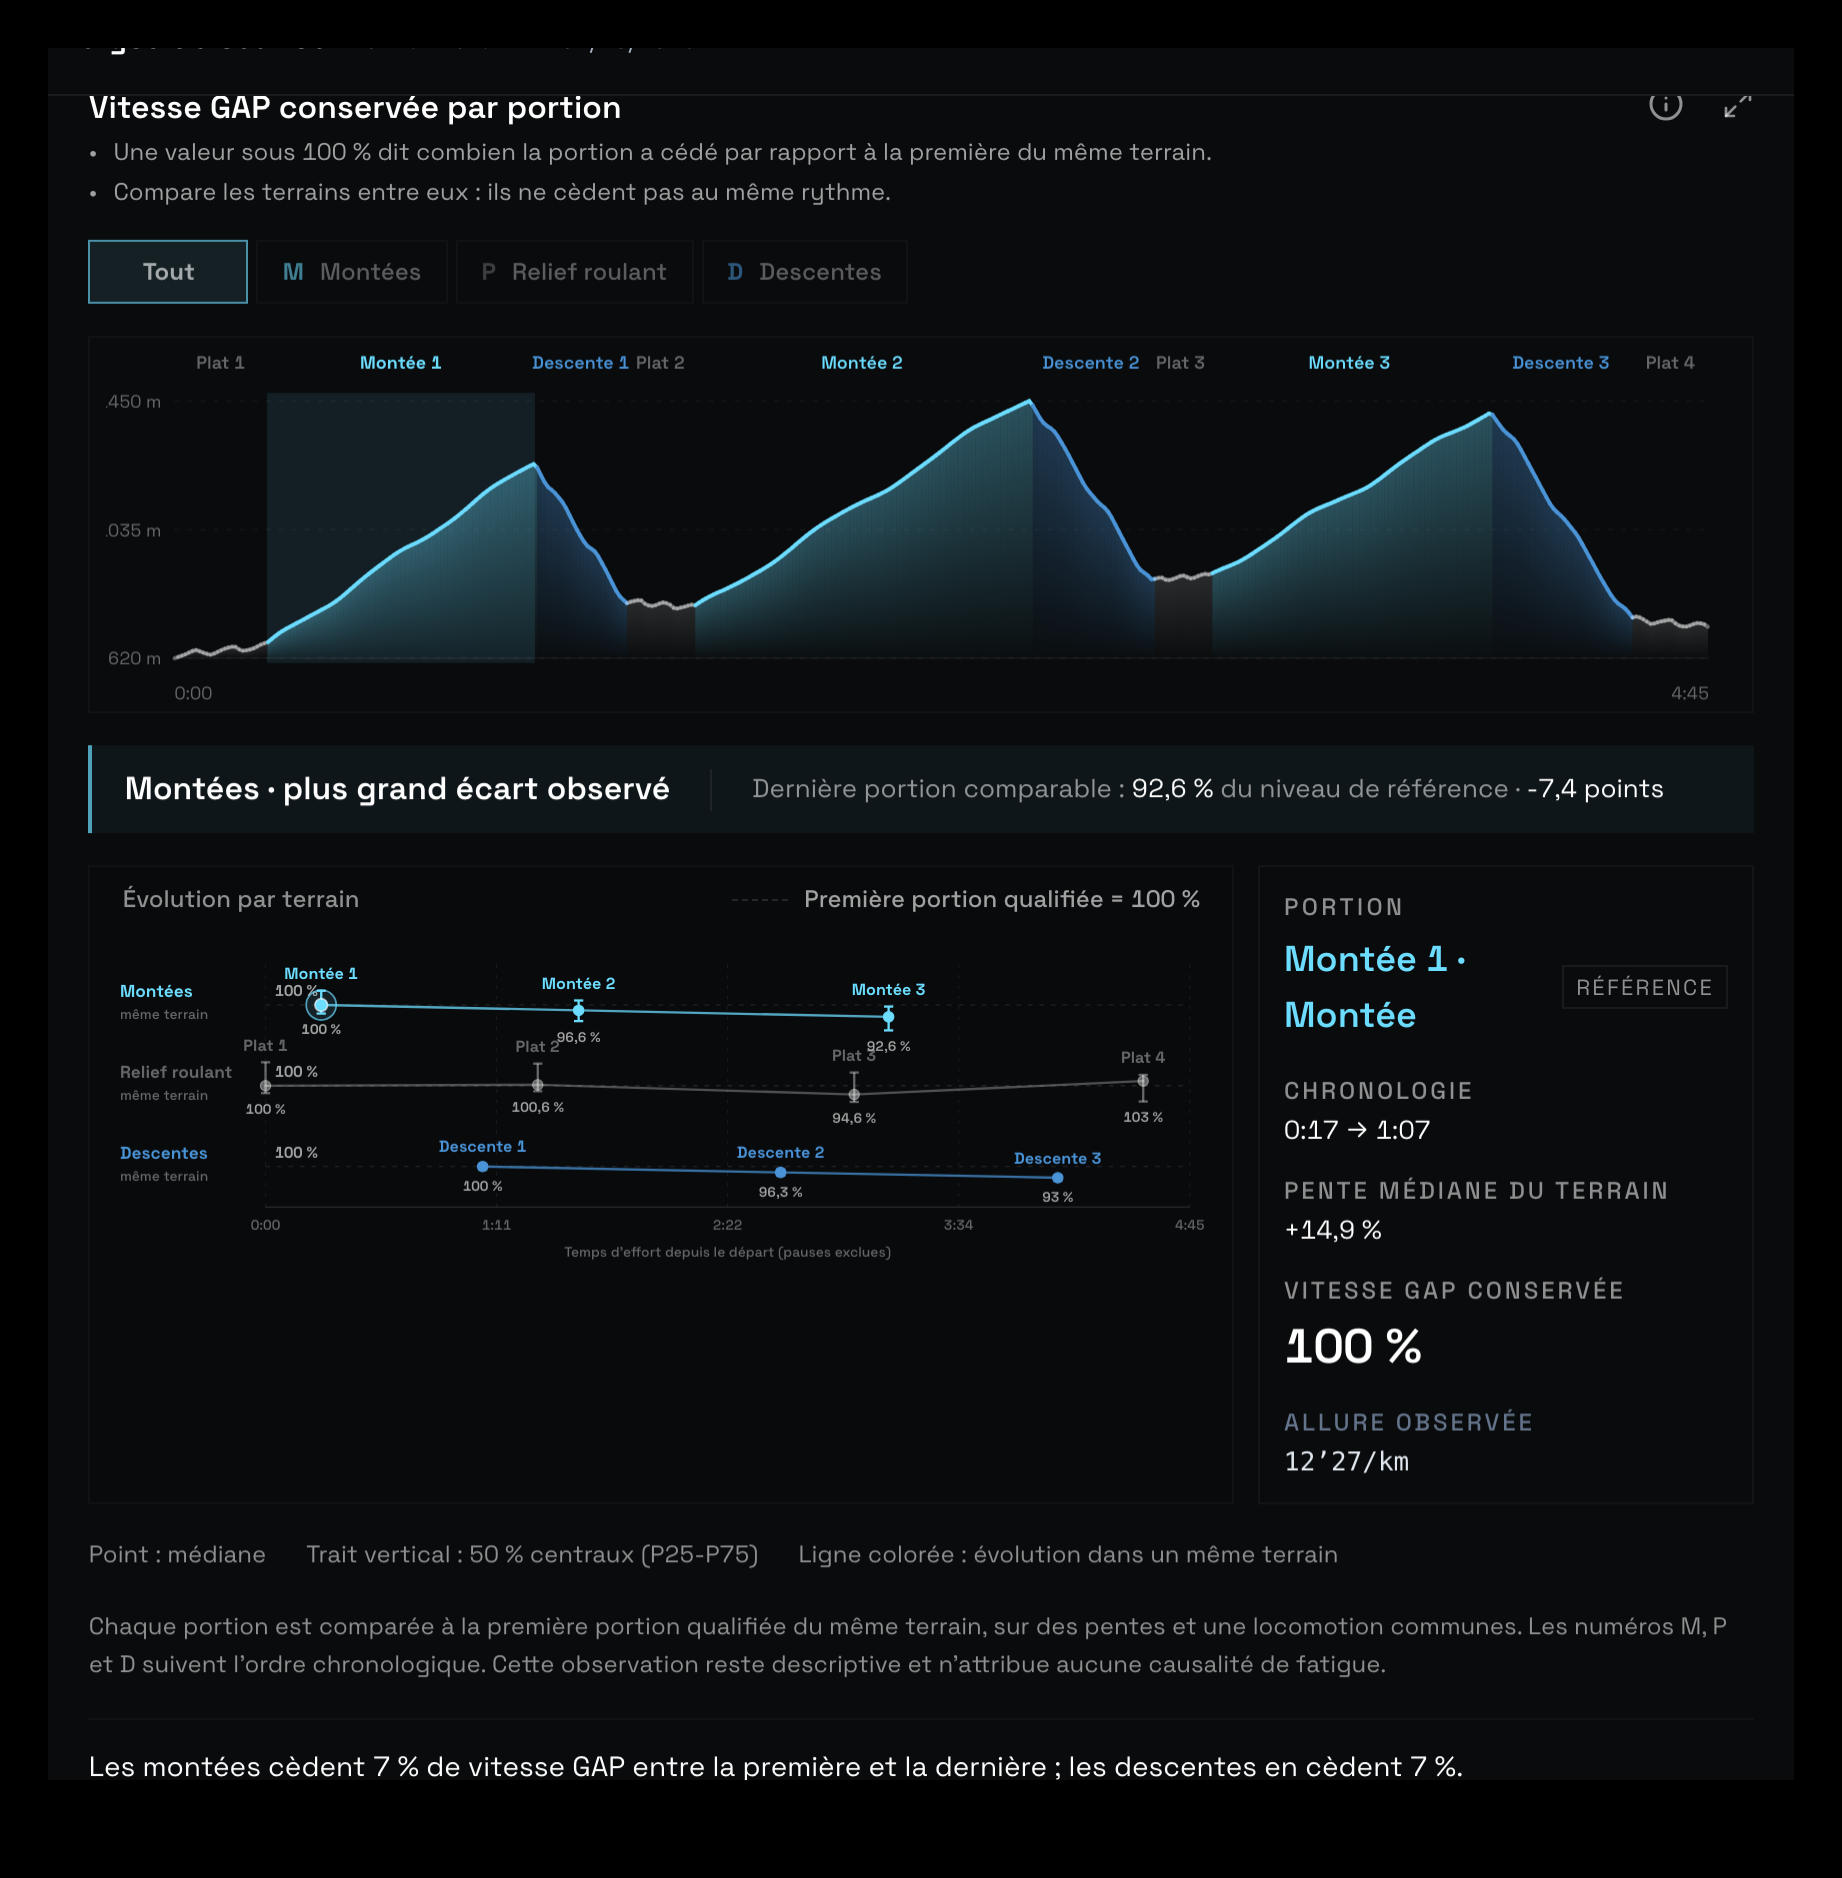 Vitesse GAP conservée par portion
• Une valeur sous 100 % dit combien la portion a cédé par rapport à la première du même terrain.
• Compare les terrains entre eux : ils ne cèdent pas au même rythme.
Tout
M Montées
P Relief roulant
D Descentes
Plat 1
Montée 1
Descente 1
Plat 2
Montée 2
Descente 2
Plat 3
Montée 3
Descente 3
Plat 4
.450 m
.035 m
620 m
0:00
4:45
Montées · plus grand écart observé
Dernière portion comparable : 92,6 % du niveau de référence · -7,4 points
Évolution par terrain
Première portion qualifiée = 100 %
Montées
même terrain
100 %
Montée 1
100 %
Montée 2
96,6 %
Montée 3
92,6 %
Relief roulant
même terrain
100 %
Plat 1
100 %
Plat 2
100,6 %
Plat 3
94,6 %
Plat 4
103 %
Descentes
même terrain
100 %
Descente 1
100 %
Descente 2
96,3 %
Descente 3
93 %
0:00
1:11
2:22
3:34
4:45
Temps d'effort depuis le départ (pauses exclues)
PORTION
Montée 1 ·
Montée
RÉFÉRENCE
CHRONOLOGIE
0:17 → 1:07
PENTE MÉDIANE DU TERRAIN
+14,9 %
VITESSE GAP CONSERVÉE
100 %
ALLURE OBSERVÉE
12’27/km
Point : médiane
Trait vertical : 50 % centraux (P25-P75)
Ligne colorée : évolution dans un même terrain
Chaque portion est comparée à la première portion qualifiée du même terrain, sur des pentes et une locomotion communes. Les numéros M, P
et D suivent l'ordre chronologique. Cette observation reste descriptive et n'attribue aucune causalité de fatigue.
Les montées cèdent 7 % de vitesse GAP entre la première et la dernière ; les descentes en cèdent 7 %.